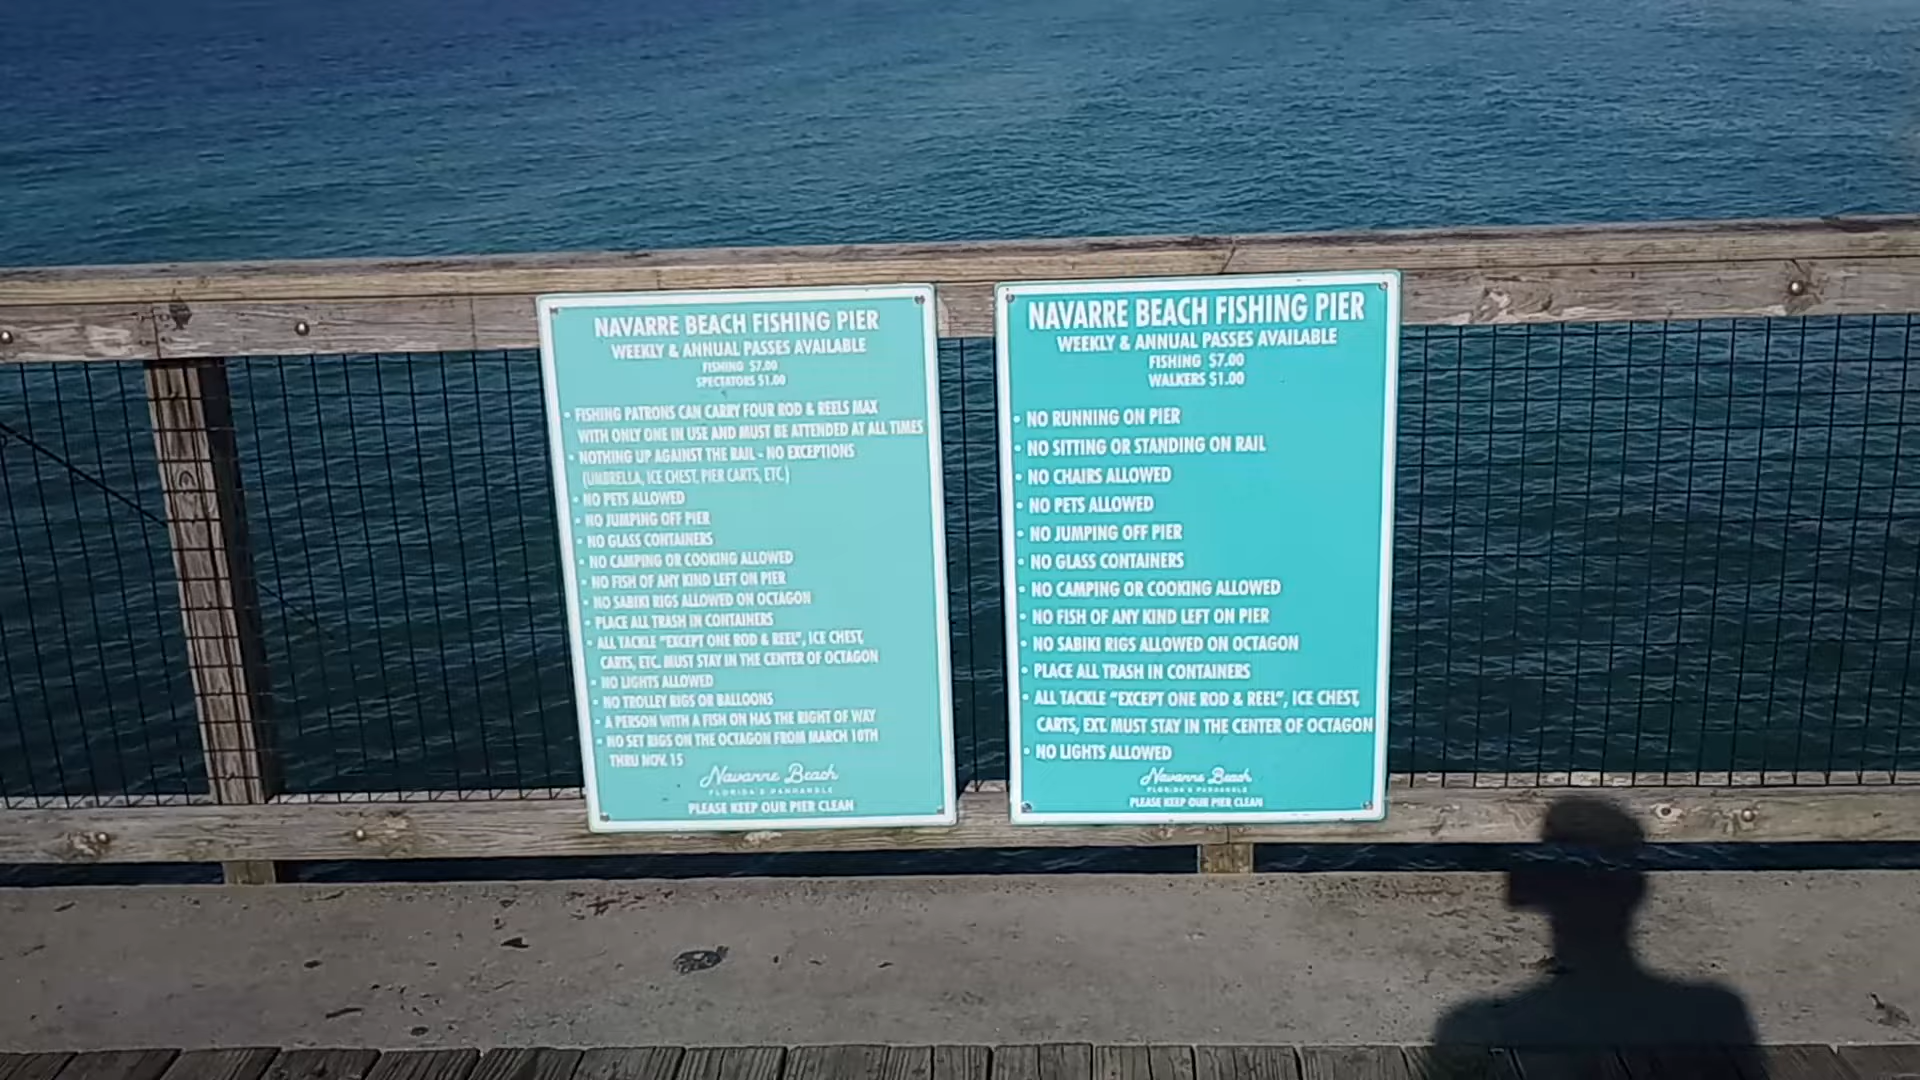 NAVARRE BEACH FISHING PIER
WEEKLY & ANNUAL PASSES AVAILABLE
FISHING $7.00
SPECTATORS $1.00
• FISHING PATRONS CAN CARRY FOUR ROD & REELS MAX
WITH ONLY ONE IN USE AND MUST BE ATTENDED AT ALL TIMES
• NOTHING UP AGAINST THE RAIL - NO EXCEPTIONS
(UMBRELLA, ICE CHEST, PIER CARTS, ETC.)
• NO PETS ALLOWED
• NO JUMPING OFF PIER
• NO GLASS CONTAINERS
• NO CAMPING OR COOKING ALLOWED
• NO FISH OF ANY KIND LEFT ON PIER
• NO SABIKI RIGS ALLOWED ON OCTAGON
• PLACE ALL TRASH IN CONTAINERS
• ALL TACKLE "EXCEPT ONE ROD & REEL", ICE CHEST,
CARTS, ETC. MUST STAY IN THE CENTER OF OCTAGON
• NO LIGHTS ALLOWED
• NO TROLLEY RIGS OR BALLOONS
• A PERSON WITH A FISH ON HAS THE RIGHT OF WAY
• NO SET RIGS ON THE OCTAGON FROM MARCH 10TH
THRU NOV. 15
Navarre Beach
FLORIDA'S PANHANDLE
PLEASE KEEP OUR PIER CLEAN
NAVARRE BEACH FISHING PIER
WEEKLY & ANNUAL PASSES AVAILABLE
FISHING $7.00
WALKERS $1.00
• NO RUNNING ON PIER
• NO SITTING OR STANDING ON RAIL
• NO CHAIRS ALLOWED
• NO PETS ALLOWED
• NO JUMPING OFF PIER
• NO GLASS CONTAINERS
• NO CAMPING OR COOKING ALLOWED
• NO FISH OF ANY KIND LEFT ON PIER
• NO SABIKI RIGS ALLOWED ON OCTAGON
• PLACE ALL TRASH IN CONTAINERS
• ALL TACKLE "EXCEPT ONE ROD & REEL", ICE CHEST,
CARTS, EXT. MUST STAY IN THE CENTER OF OCTAGON
• NO LIGHTS ALLOWED
Navarre Beach
FLORIDA'S PANHANDLE
PLEASE KEEP OUR PIER CLEAN